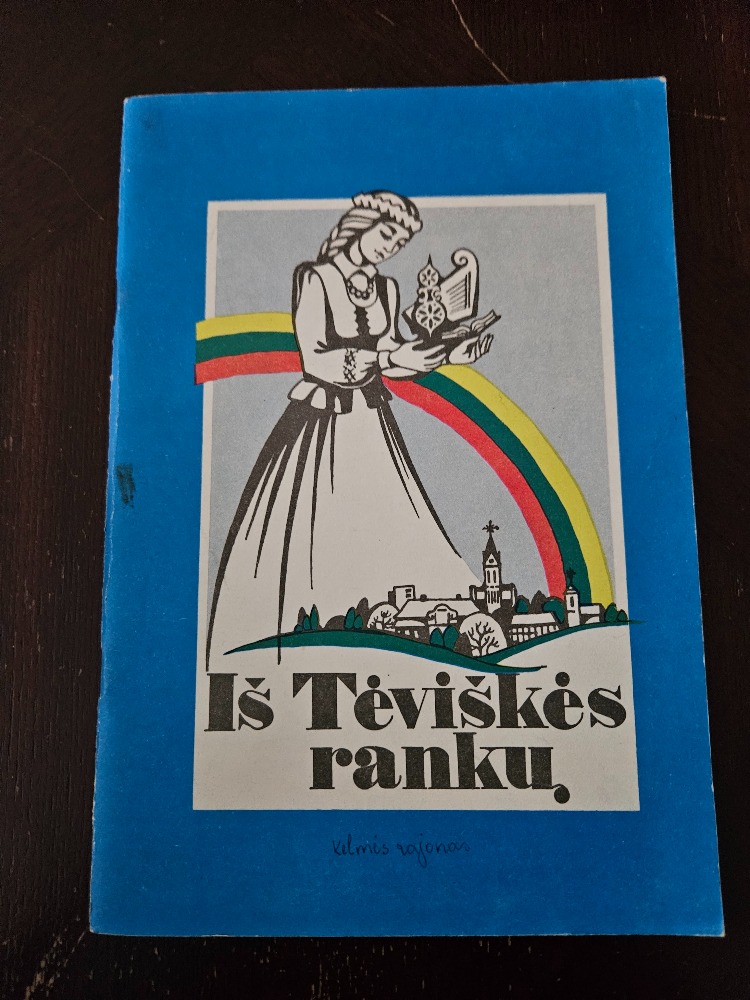 Iš Tėviškės
rankų
Kelmės rajonas